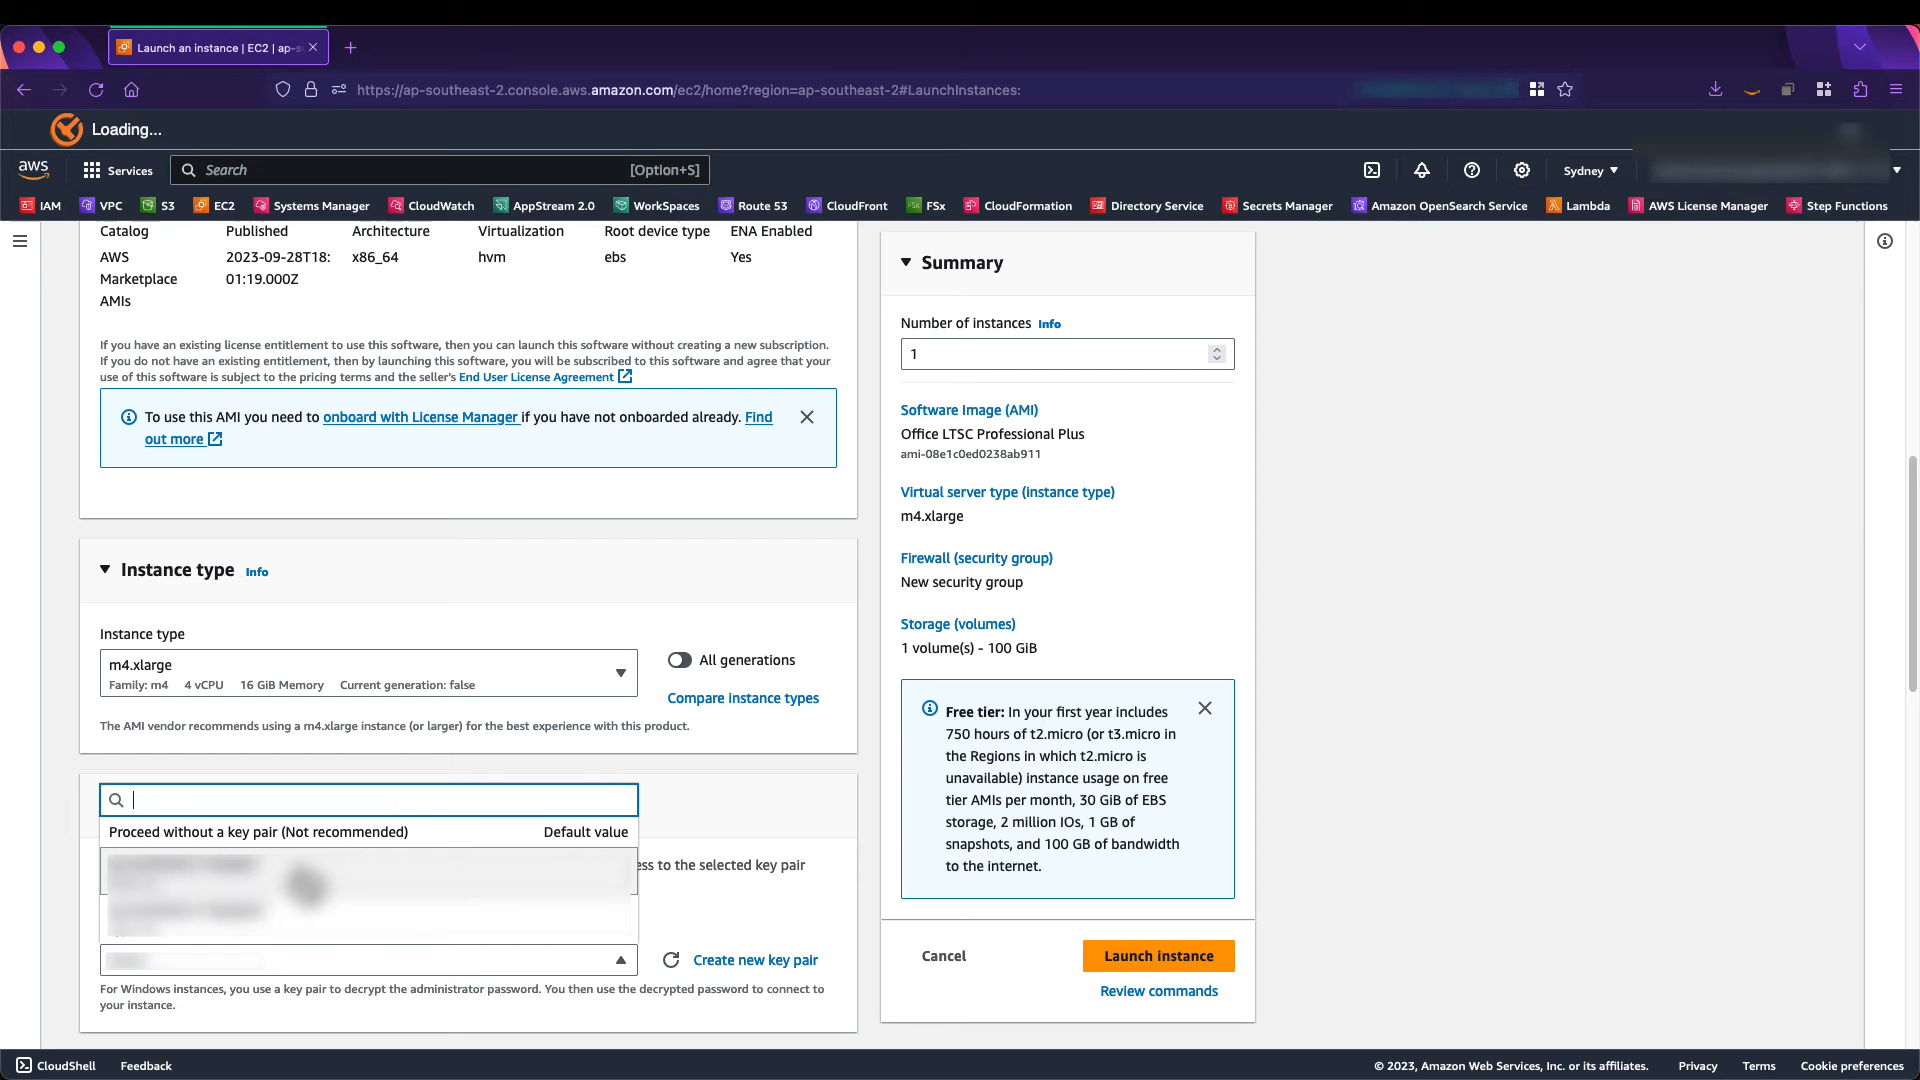 Launch an instance | EC2 | ap-s
https://ap-southeast-2.console.aws.amazon.com/ec2/home?region=ap-southeast-2#LaunchInstances:
Loading...
aws
Services
Search
[Option+S]
Sydney
IAM
VPC
S3
EC2
Systems Manager
CloudWatch
AppStream 2.0
WorkSpaces
Route 53
CloudFront
FSx
CloudFormation
Directory Service
Secrets Manager
Amazon OpenSearch Service
Lambda
AWS License Manager
Step Functions
Catalog
Published
Architecture
Virtualization
Root device type
ENA Enabled
AWS
Marketplace
AMIs
2023-09-28T18:
01:19.000Z
x86_64
hvm
ebs
Yes
If you have an existing license entitlement to use this software, then you can launch this software without creating a new subscription.
If you do not have an existing entitlement, then by launching this software, you will be subscribed to this software and agree that your
use of this software is subject to the pricing terms and the seller's End User License Agreement
To use this AMI you need to onboard with License Manager if you have not onboarded already. Find
out more
Instance type Info
Instance type
m4.xlarge
Family: m4 4 vCPU 16 GiB Memory Current generation: false
All generations
Compare instance types
The AMI vendor recommends using a m4.xlarge instance (or larger) for the best experience with this product.
Proceed without a key pair (Not recommended) Default value
ess to the selected key pair
Create new key pair
For Windows instances, you use a key pair to decrypt the administrator password. You then use the decrypted password to connect to
your instance.
Summary
Number of instances Info
1
Software Image (AMI)
Office LTSC Professional Plus
ami-08e1c0ed0238ab911
Virtual server type (instance type)
m4.xlarge
Firewall (security group)
New security group
Storage (volumes)
1 volume(s) - 100 GiB
Free tier: In your first year includes
750 hours of t2.micro (or t3.micro in
the Regions in which t2.micro is
unavailable) instance usage on free
tier AMIs per month, 30 GiB of EBS
storage, 2 million IOs, 1 GB of
snapshots, and 100 GB of bandwidth
to the internet.
Cancel
Launch instance
Review commands
CloudShell
Feedback
© 2023, Amazon Web Services, Inc. or its affiliates.
Privacy
Terms
Cookie preferences